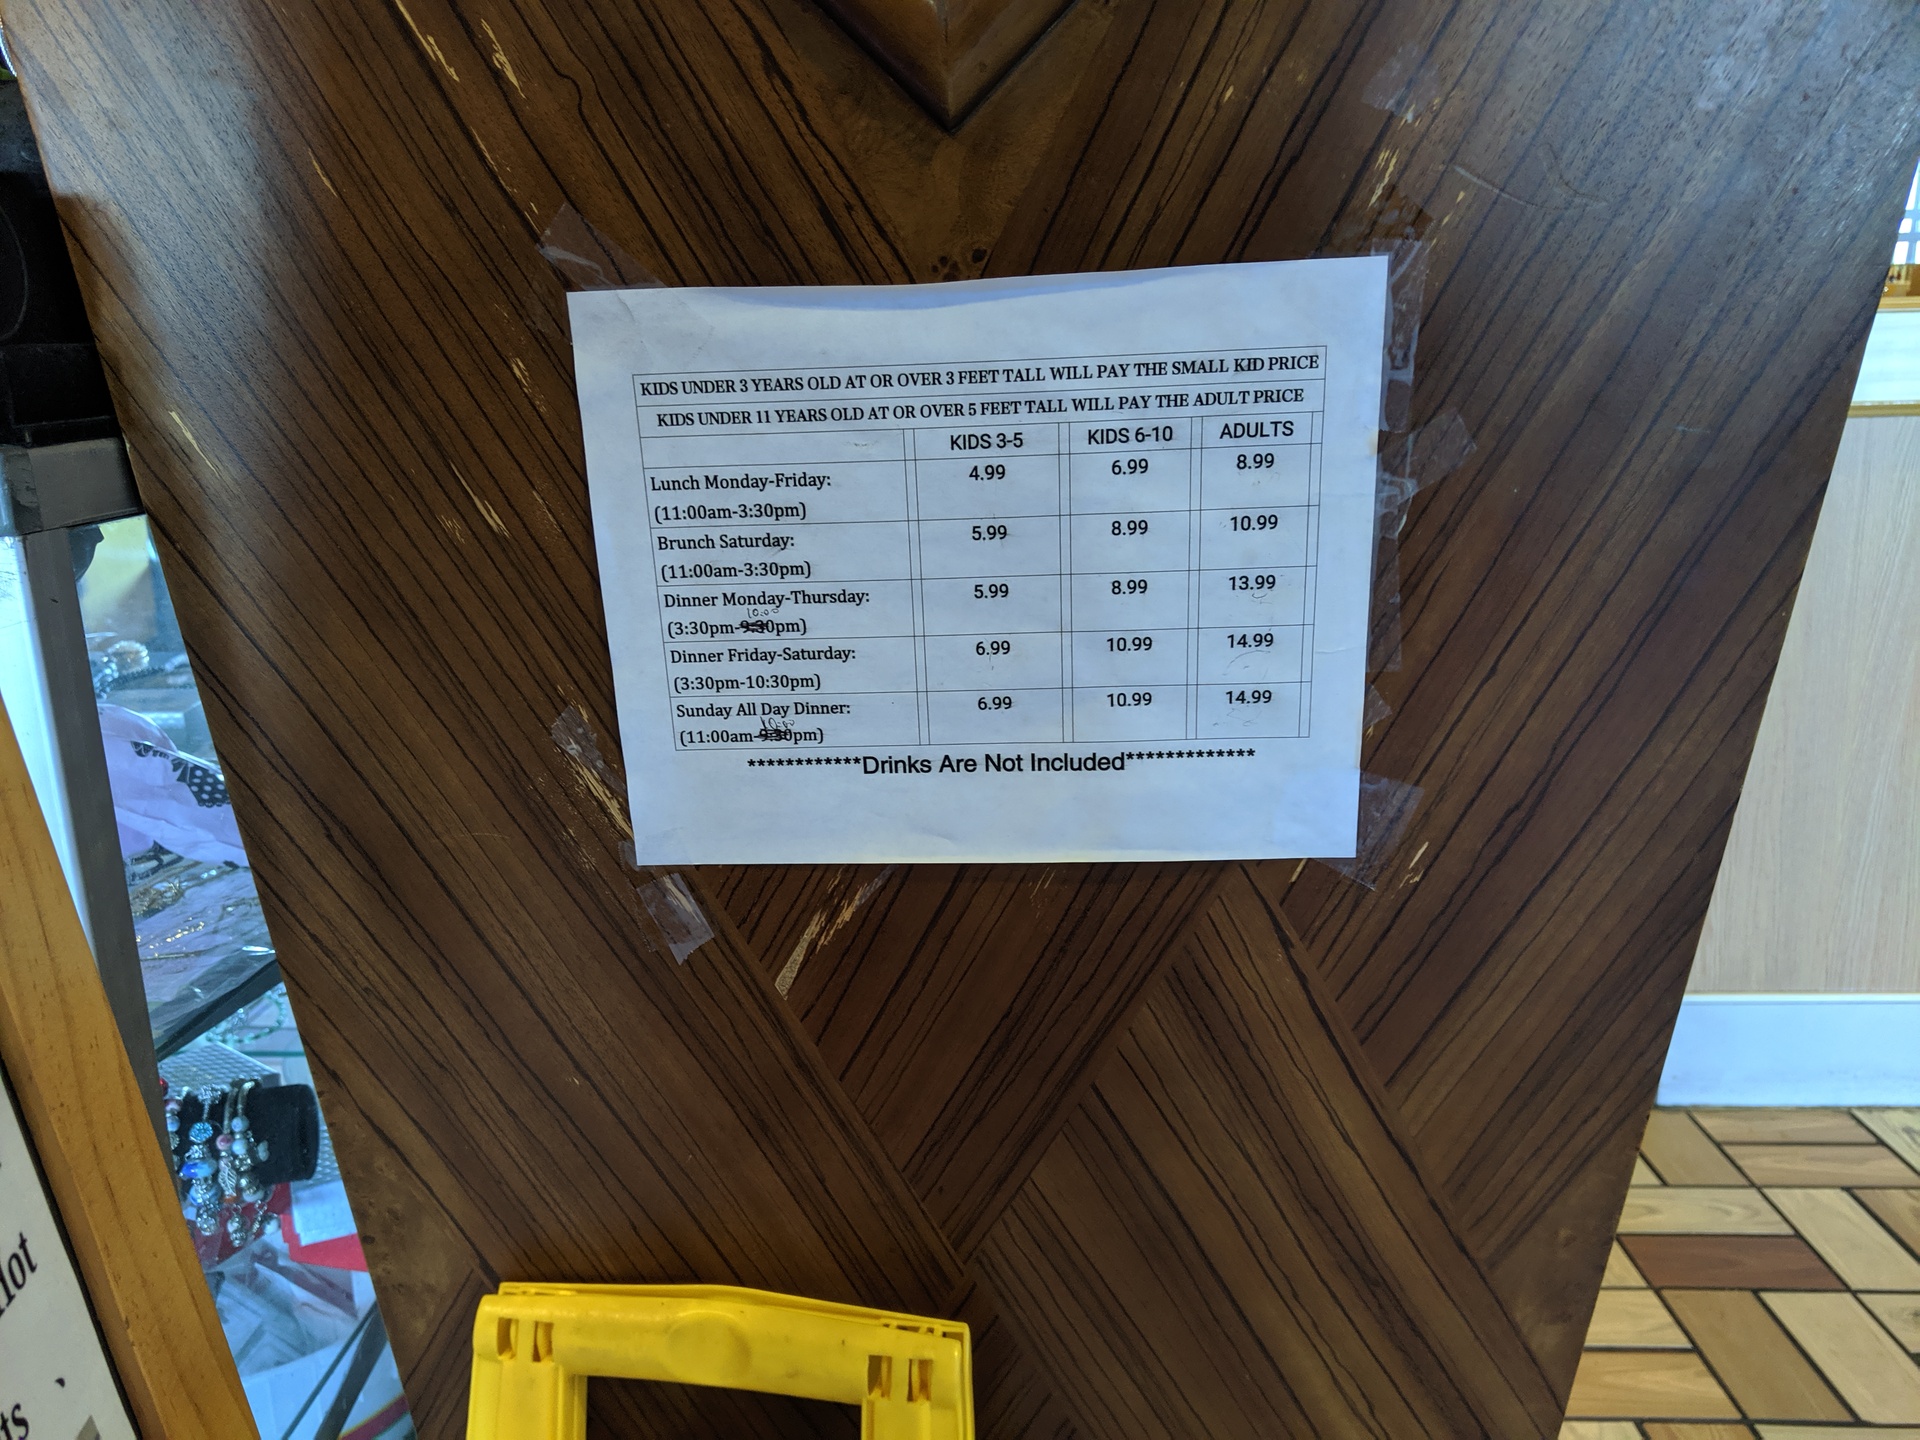 KIDS UNDER 3 YEARS OLD AT OR OVER 3 FEET TALL WILL PAY THE SMALL KID PRICE
KIDS UNDER 11 YEARS OLD AT OR OVER 5 FEET TALL WILL PAY THE ADULT PRICE
KIDS 3-5 KIDS 6-10 ADULTS
Lunch Monday-Friday: 4.99 6.99 8.99
(11:00am-3:30pm)
Brunch Saturday: 5.99 8.99 10.99
(11:00am-3:30pm)
Dinner Monday-Thursday: 5.99 8.99 13.99
10:00
(3:30pm-9:30pm)
Dinner Friday-Saturday: 6.99 10.99 14.99
(3:30pm-10:30pm)
Sunday All Day Dinner: 6.99 10.99 14.99
10:00
(11:00am-9:30pm)
************Drinks Are Not Included*************